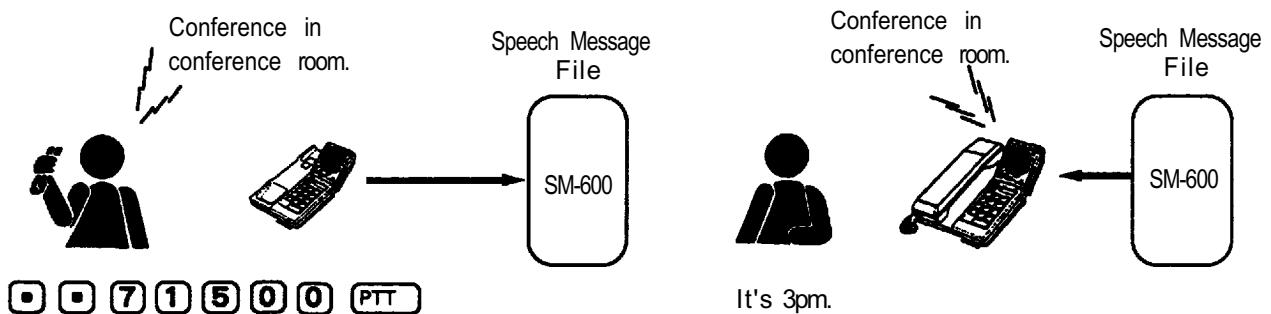 Conference in
conference room.
Speech Message
File
SM-600
7 1 5 0 0 PTT
Conference in
conference room.
Speech Message
File
SM-600
It's 3pm.